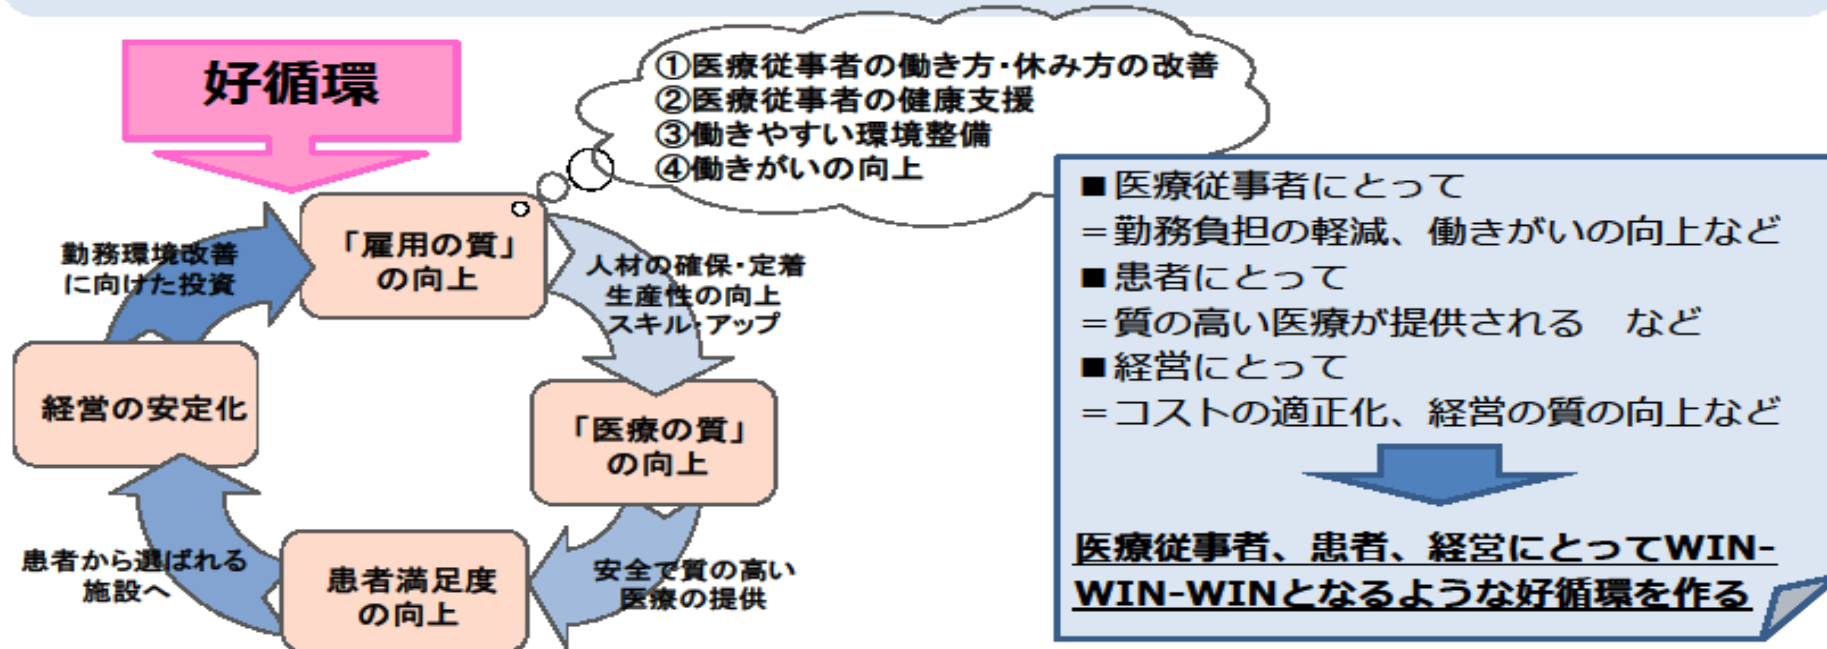 好循環
①医療従事者の働き方・休み方の改善
②医療従事者の健康支援
③働きやすい環境整備
④働きがいの向上
「雇用の質」
の向上
人材の確保・定着
生産性の向上
スキル・アップ
「医療の質」
の向上
安全で質の高い
医療の提供
患者満足度
の向上
患者から選ばれる
施設へ
経営の安定化
勤務環境改善
に向けた投資
■医療従事者にとって
＝勤務負担の軽減、働きがいの向上など
■患者にとって
＝質の高い医療が提供される　など
■経営にとって
＝コストの適正化、経営の質の向上など
医療従事者、患者、経営にとってWIN-
WIN-WINとなるような好循環を作る